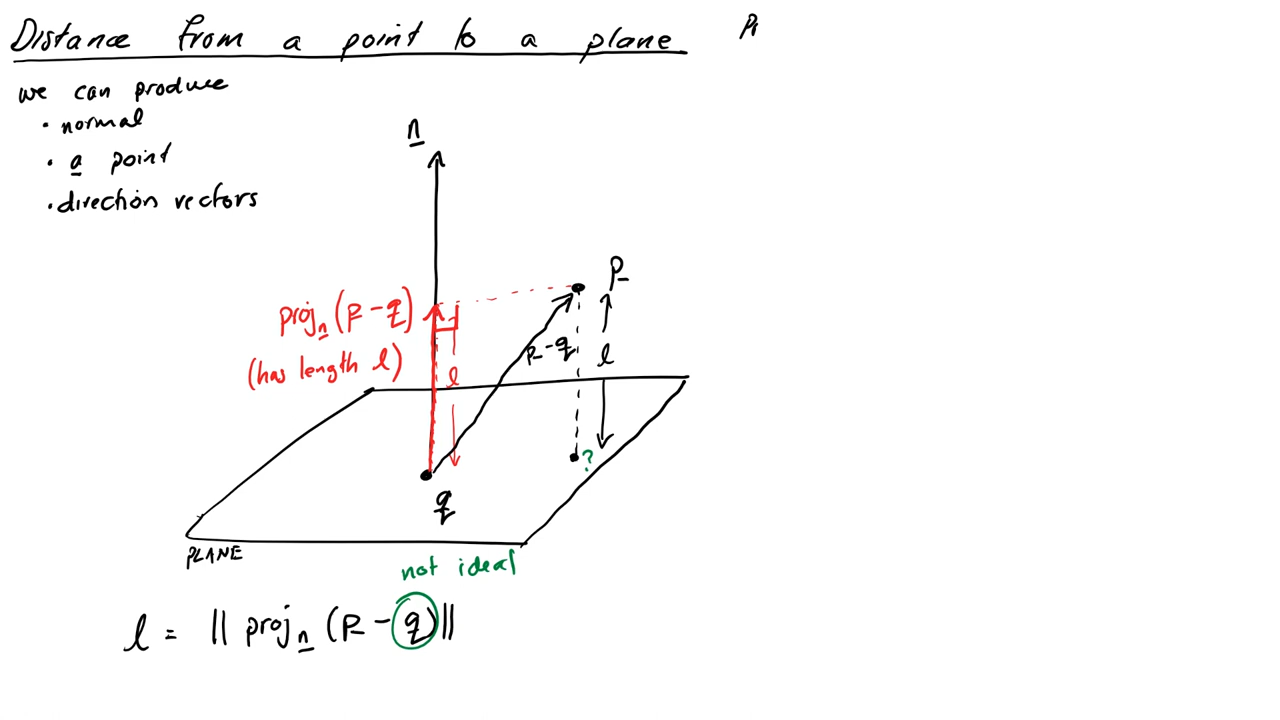 Distance from a point to a plane
we can produce
• normal
• a point
• direction vectors
n
p
proj_n (p - q)
(has length l)
l
p - q
l
?
q
PLANE
not ideal
l = || proj_n (p - q) ||